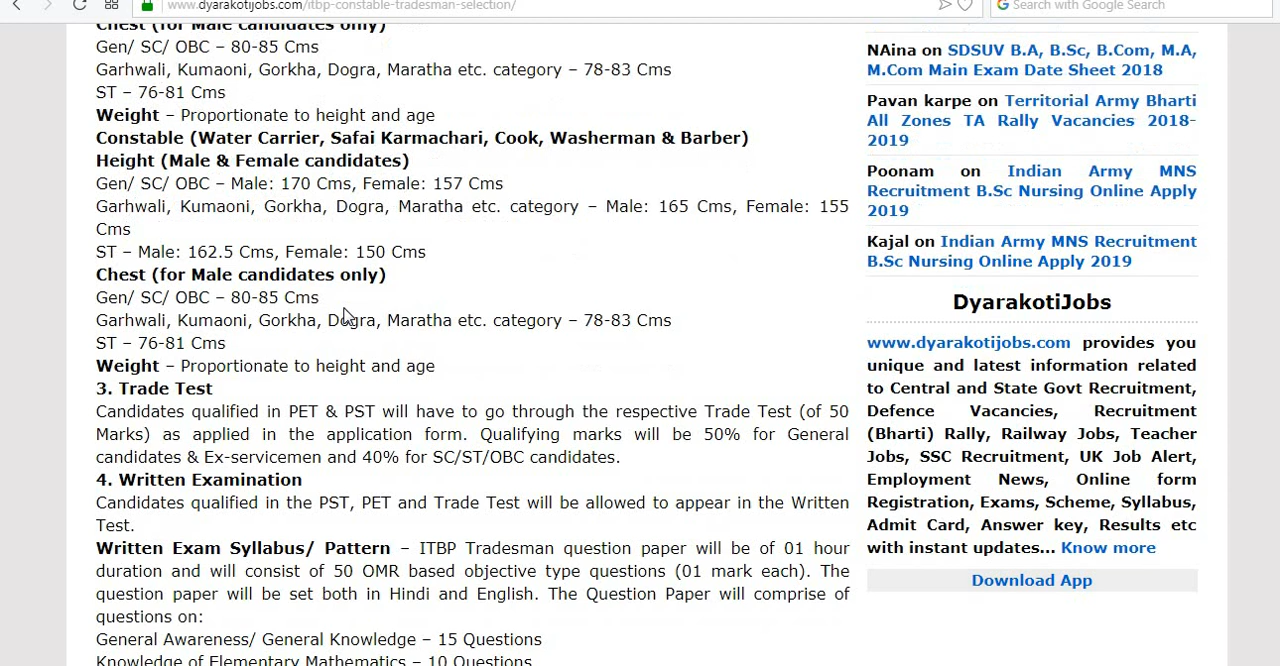 www.dyarakotijobs.com/itbp-constable-tradesman-selection/
Search with Google Search
Chest (for Male candidates only)
Gen/ SC/ OBC – 80-85 Cms
Garhwali, Kumaoni, Gorkha, Dogra, Maratha etc. category – 78-83 Cms
ST – 76-81 Cms
Weight – Proportionate to height and age
Constable (Water Carrier, Safai Karmachari, Cook, Washerman & Barber)
Height (Male & Female candidates)
Gen/ SC/ OBC – Male: 170 Cms, Female: 157 Cms
Garhwali, Kumaoni, Gorkha, Dogra, Maratha etc. category – Male: 165 Cms, Female: 155
Cms
ST – Male: 162.5 Cms, Female: 150 Cms
Chest (for Male candidates only)
Gen/ SC/ OBC – 80-85 Cms
Garhwali, Kumaoni, Gorkha, Dogra, Maratha etc. category – 78-83 Cms
ST – 76-81 Cms
Weight – Proportionate to height and age
3. Trade Test
Candidates qualified in PET & PST will have to go through the respective Trade Test (of 50
Marks) as applied in the application form. Qualifying marks will be 50% for General
candidates & Ex-servicemen and 40% for SC/ST/OBC candidates.
4. Written Examination
Candidates qualified in the PST, PET and Trade Test will be allowed to appear in the Written
Test.
Written Exam Syllabus/ Pattern – ITBP Tradesman question paper will be of 01 hour
duration and will consist of 50 OMR based objective type questions (01 mark each). The
question paper will be set both in Hindi and English. The Question Paper will comprise of
questions on:
General Awareness/ General Knowledge – 15 Questions
Knowledge of Elementary Mathematics – 10 Questions
NAina on SDSUV B.A, B.Sc, B.Com, M.A,
M.Com Main Exam Date Sheet 2018
Pavan karpe on Territorial Army Bharti
All Zones TA Rally Vacancies 2018-
2019
Poonam on Indian Army MNS
Recruitment B.Sc Nursing Online Apply
2019
Kajal on Indian Army MNS Recruitment
B.Sc Nursing Online Apply 2019
DyarakotiJobs
www.dyarakotijobs.com provides you
unique and latest information related
to Central and State Govt Recruitment,
Defence Vacancies, Recruitment
(Bharti) Rally, Railway Jobs, Teacher
Jobs, SSC Recruitment, UK Job Alert,
Employment News, Online form
Registration, Exams, Scheme, Syllabus,
Admit Card, Answer key, Results etc
with instant updates... Know more
Download App